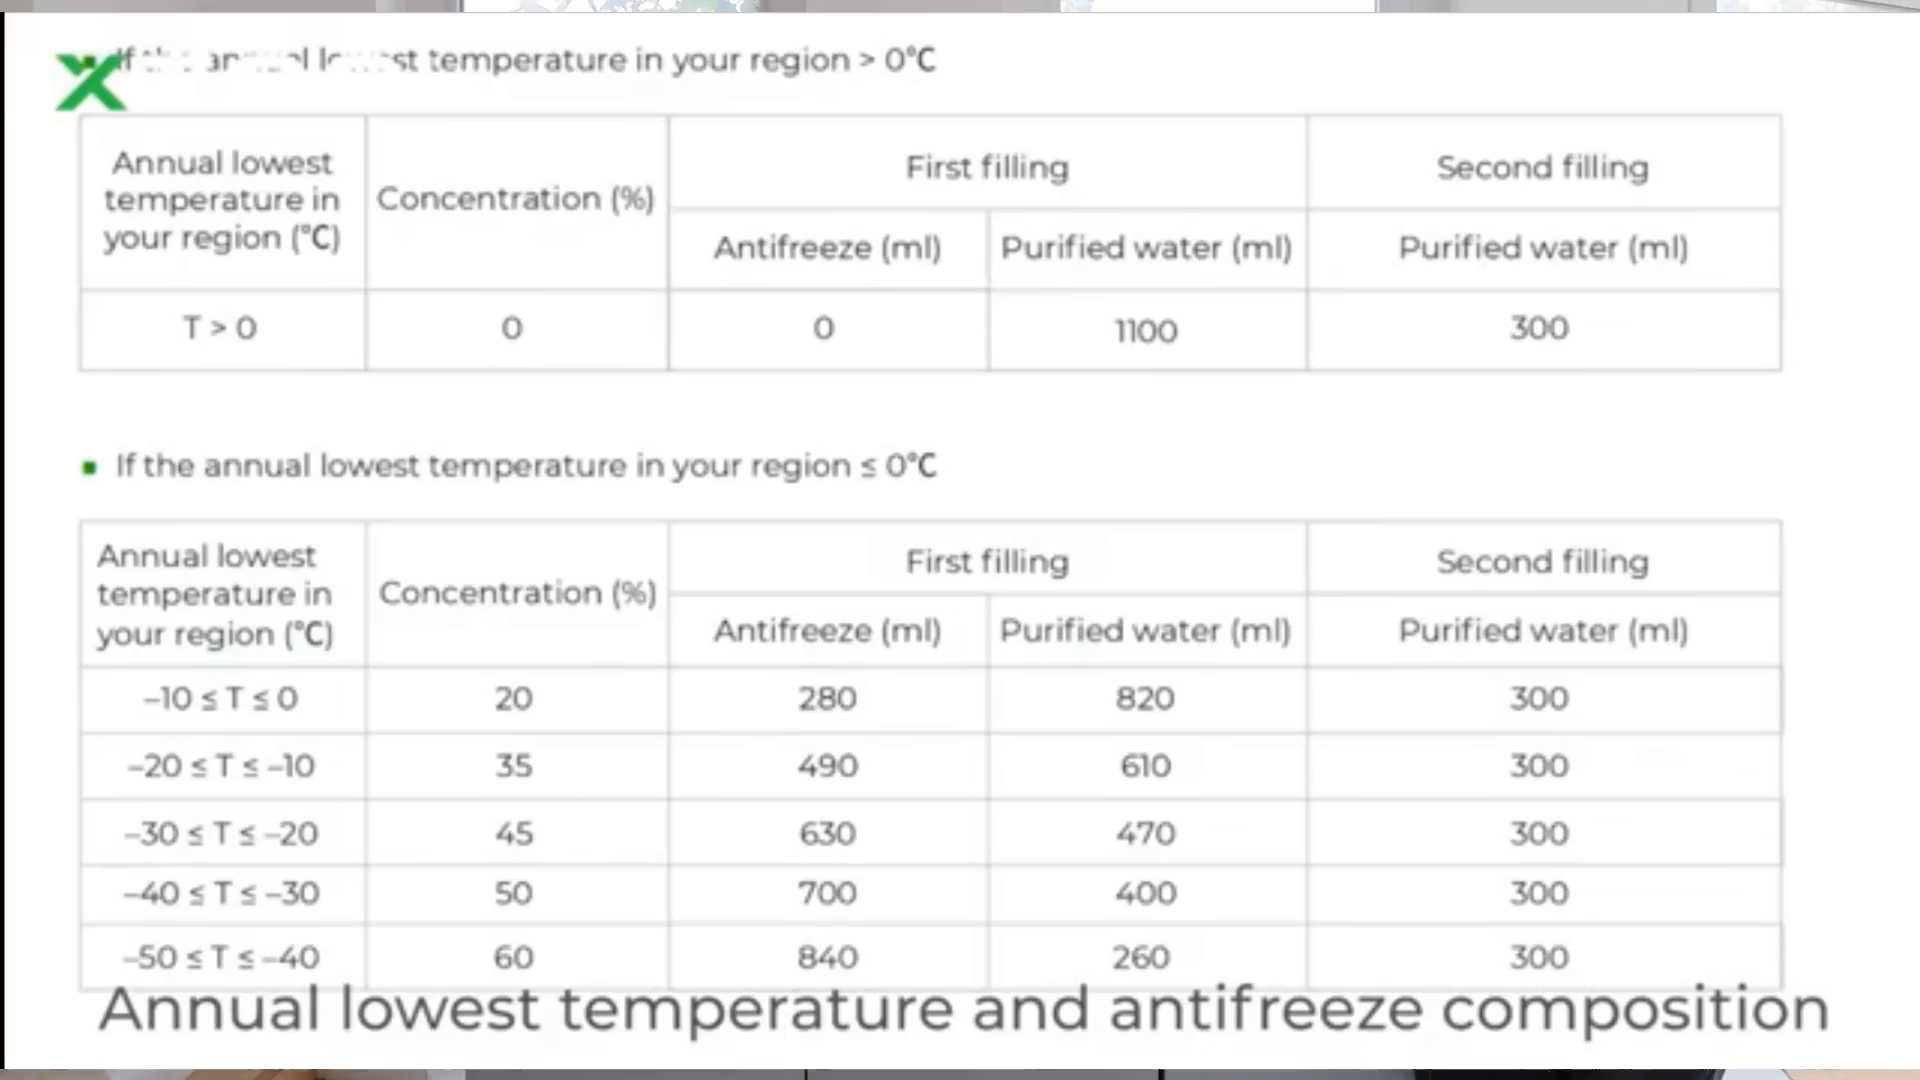 If the annual lowest temperature in your region > 0℃
Annual lowest
temperature in
your region (℃)
Concentration (%)
First filling
Second filling
Antifreeze (ml)
Purified water (ml)
Purified water (ml)
T > 0
0
0
1100
300
If the annual lowest temperature in your region ≤ 0℃
Annual lowest
temperature in
your region (℃)
Concentration (%)
First filling
Second filling
Antifreeze (ml)
Purified water (ml)
Purified water (ml)
–10 ≤ T ≤ 0
20
280
820
300
–20 ≤ T ≤ –10
35
490
610
300
–30 ≤ T ≤ –20
45
630
470
300
–40 ≤ T ≤ –30
50
700
400
300
–50 ≤ T ≤ –40
60
840
260
300
Annual lowest temperature and antifreeze composition